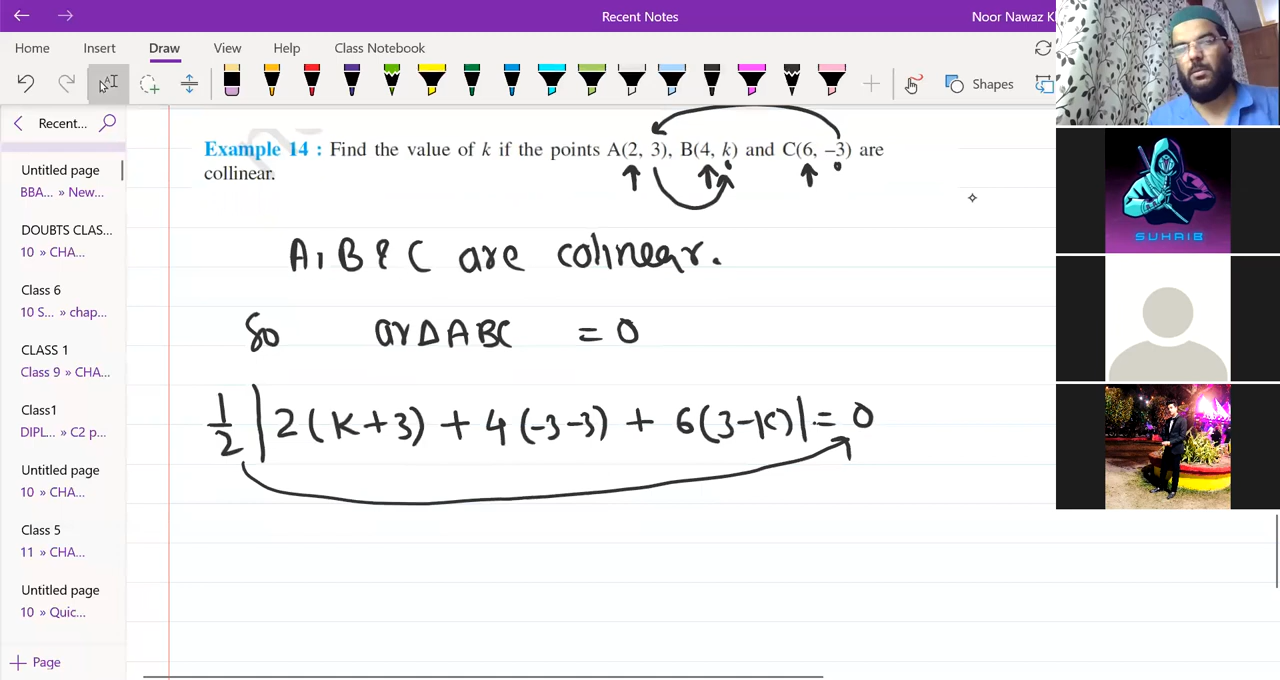 Recent Notes
Noor Nawaz K
Home Insert Draw View Help Class Notebook
Shapes
Recent...
Untitled page
BBA... » New...
DOUBTS CLAS...
10 » CHA...
Class 6
10 S... » chap...
CLASS 1
Class 9 » CHA...
Class1
DIPL... » C2 p...
Untitled page
10 » CHA...
Class 5
11 » CHA...
Untitled page
10 » Quic...
Page
Example 14 : Find the value of k if the points A(2, 3), B(4, k) and C(6, –3) are
collinear.
A, B & C are colinear.
So ar△ABC = 0
1/2 |2(K+3) + 4(-3-3) + 6(3-K)| = 0
SUHAIB